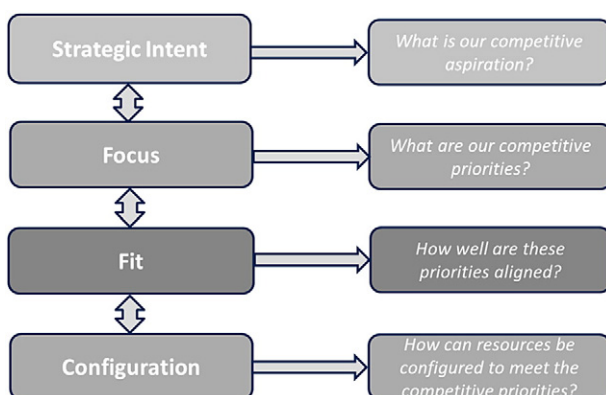 Strategic Intent
What is our competitive
aspiration?
Focus
What are our competitive
priorities?
Fit
How well are these
priorities aligned?
Configuration
How can resources be
configured to meet the
competitive priorities?